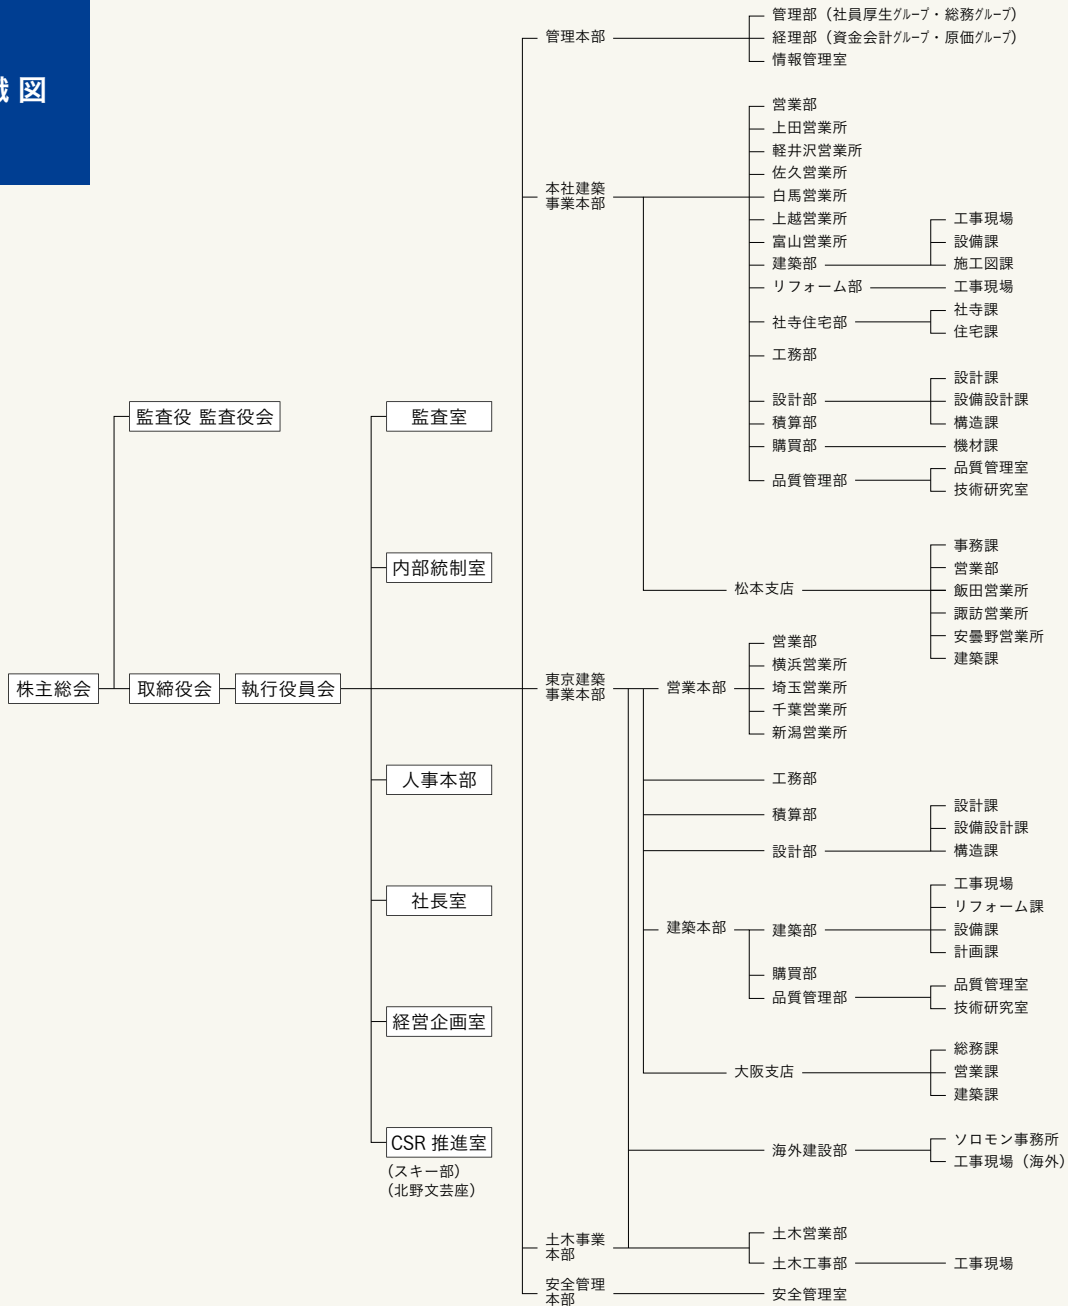 図
管理本部
管理部（社員厚生グループ・総務グループ）
経理部（資金会計グループ・原価グループ）
情報管理室
本社建築
事業本部
営業部
上田営業所
軽井沢営業所
佐久営業所
白馬営業所
上越営業所
富山営業所
建築部
工事現場
設備課
施工図課
リフォーム部
工事現場
社寺住宅部
社寺課
住宅課
工務部
設計部
設計課
設備設計課
構造課
積算部
購買部
機材課
品質管理部
品質管理室
技術研究室
松本支店
事務課
営業部
飯田営業所
諏訪営業所
安曇野営業所
建築課
監査役 監査役会
株主総会
取締役会
執行役員会
監査室
内部統制室
人事本部
社長室
経営企画室
CSR 推進室
（スキー部）
（北野文芸座）
東京建築
事業本部
営業本部
営業部
横浜営業所
埼玉営業所
千葉営業所
新潟営業所
工務部
積算部
設計部
設計課
設備設計課
構造課
建築本部
建築部
工事現場
リフォーム課
設備課
計画課
購買部
品質管理部
品質管理室
技術研究室
大阪支店
総務課
営業課
建築課
海外建設部
ソロモン事務所
工事現場（海外）
土木事業
本部
土木営業部
土木工事部
工事現場
安全管理
本部
安全管理室